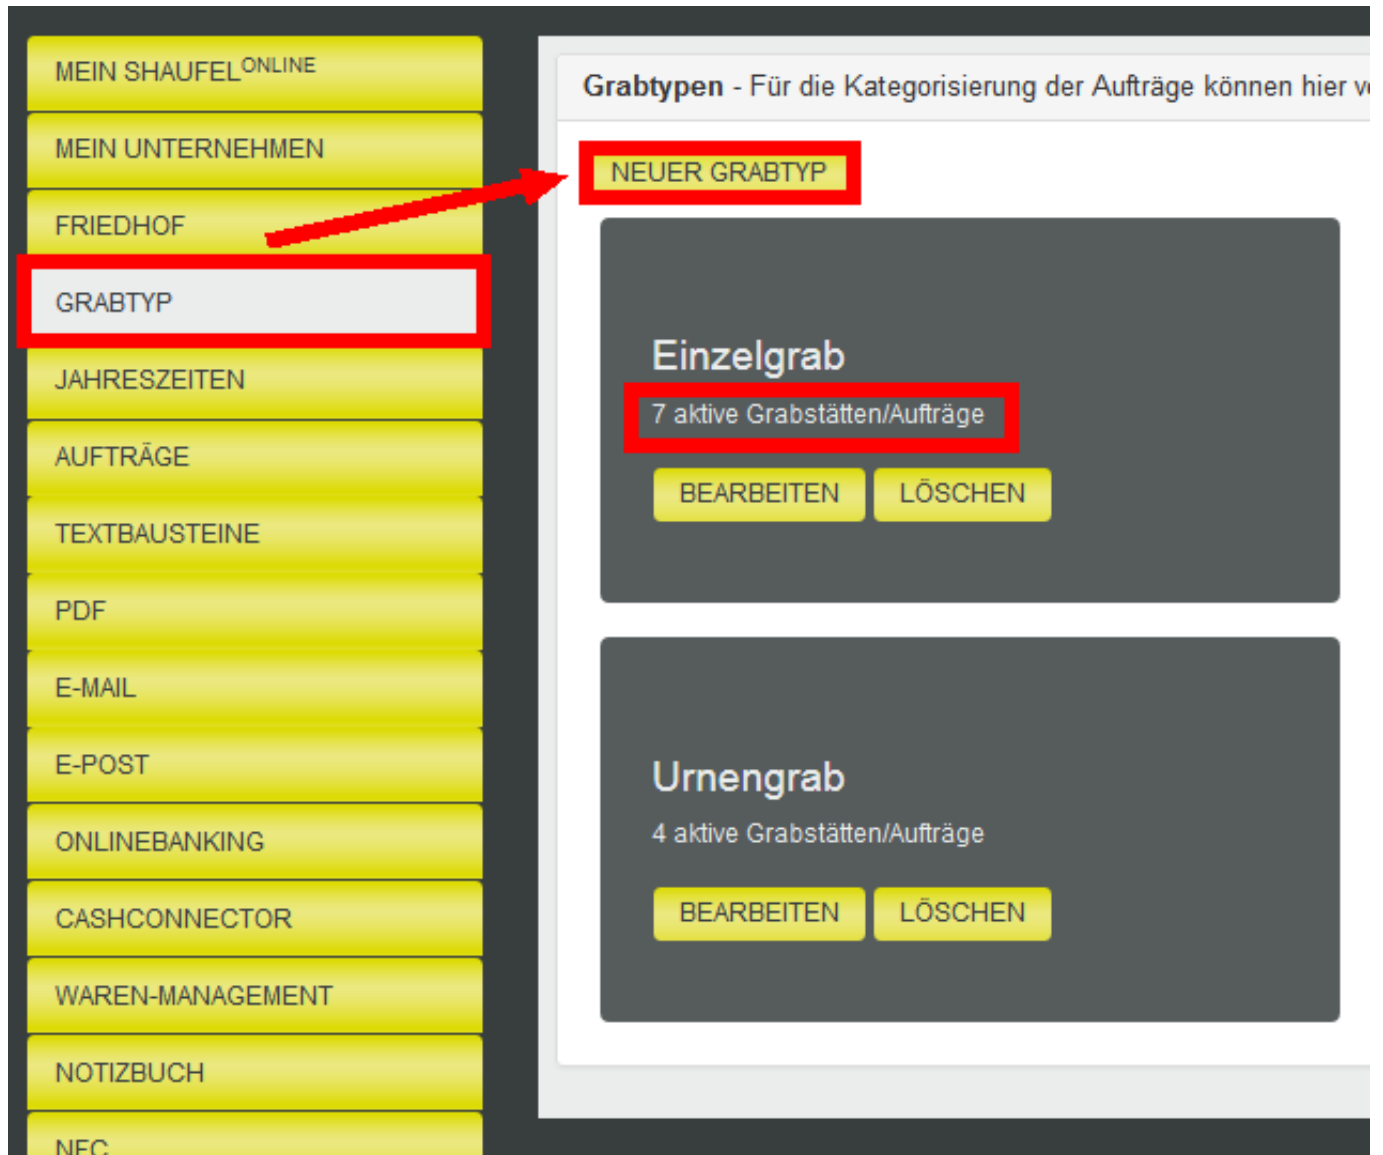 MEIN SHAUFELONLINE
MEIN UNTERNEHMEN
FRIEDHOF
GRABTYP
JAHRESZEITEN
AUFTRÄGE
TEXTBAUSTEINE
PDF
E-MAIL
E-POST
ONLINEBANKING
CASHCONNECTOR
WAREN-MANAGEMENT
NOTIZBUCH
NFC
Grabtypen - Für die Kategorisierung der Aufträge können hier
NEUER GRABTYP
Einzelgrab
7 aktive Grabstätten/Aufträge
BEARBEITEN LÖSCHEN
Urnengrab
4 aktive Grabstätten/Aufträge
BEARBEITEN LÖSCHEN